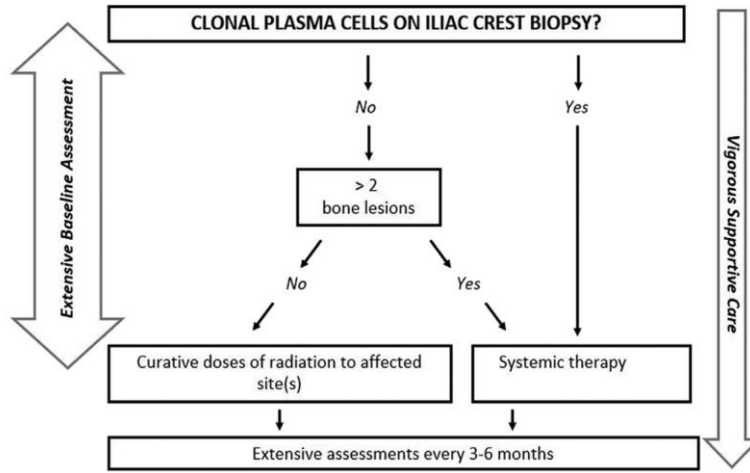 CLONAL PLASMA CELLS ON ILIAC CREST BIOPSY?
Extensive Baseline Assessment
No
Yes
Vigorous Supportive Care
> 2
bone lesions
No
Yes
Curative doses of radiation to affected
site(s)
Systemic therapy
Extensive assessments every 3-6 months